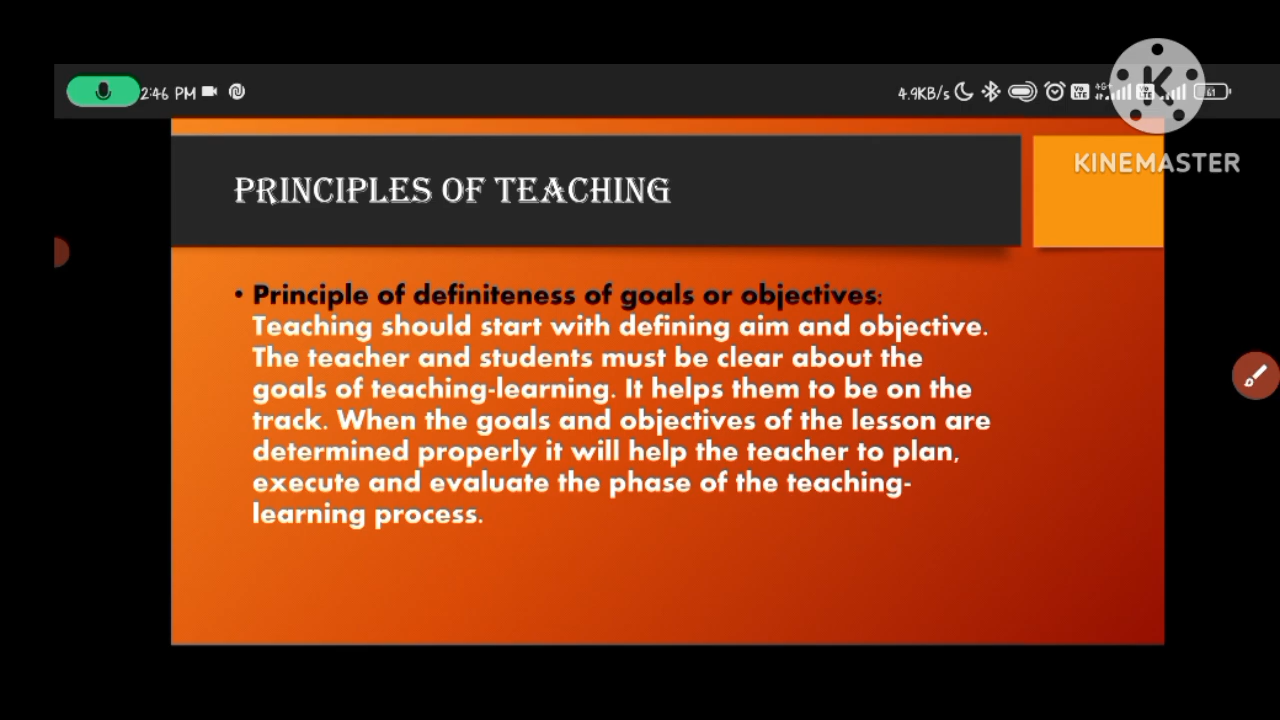 2:46 PM
4.9KB/s
61
KINEMASTER
PRINCIPLES OF TEACHING
• Principle of definiteness of goals or objectives:
Teaching should start with defining aim and objective.
The teacher and students must be clear about the
goals of teaching-learning. It helps them to be on the
track. When the goals and objectives of the lesson are
determined properly it will help the teacher to plan,
execute and evaluate the phase of the teaching-
learning process.